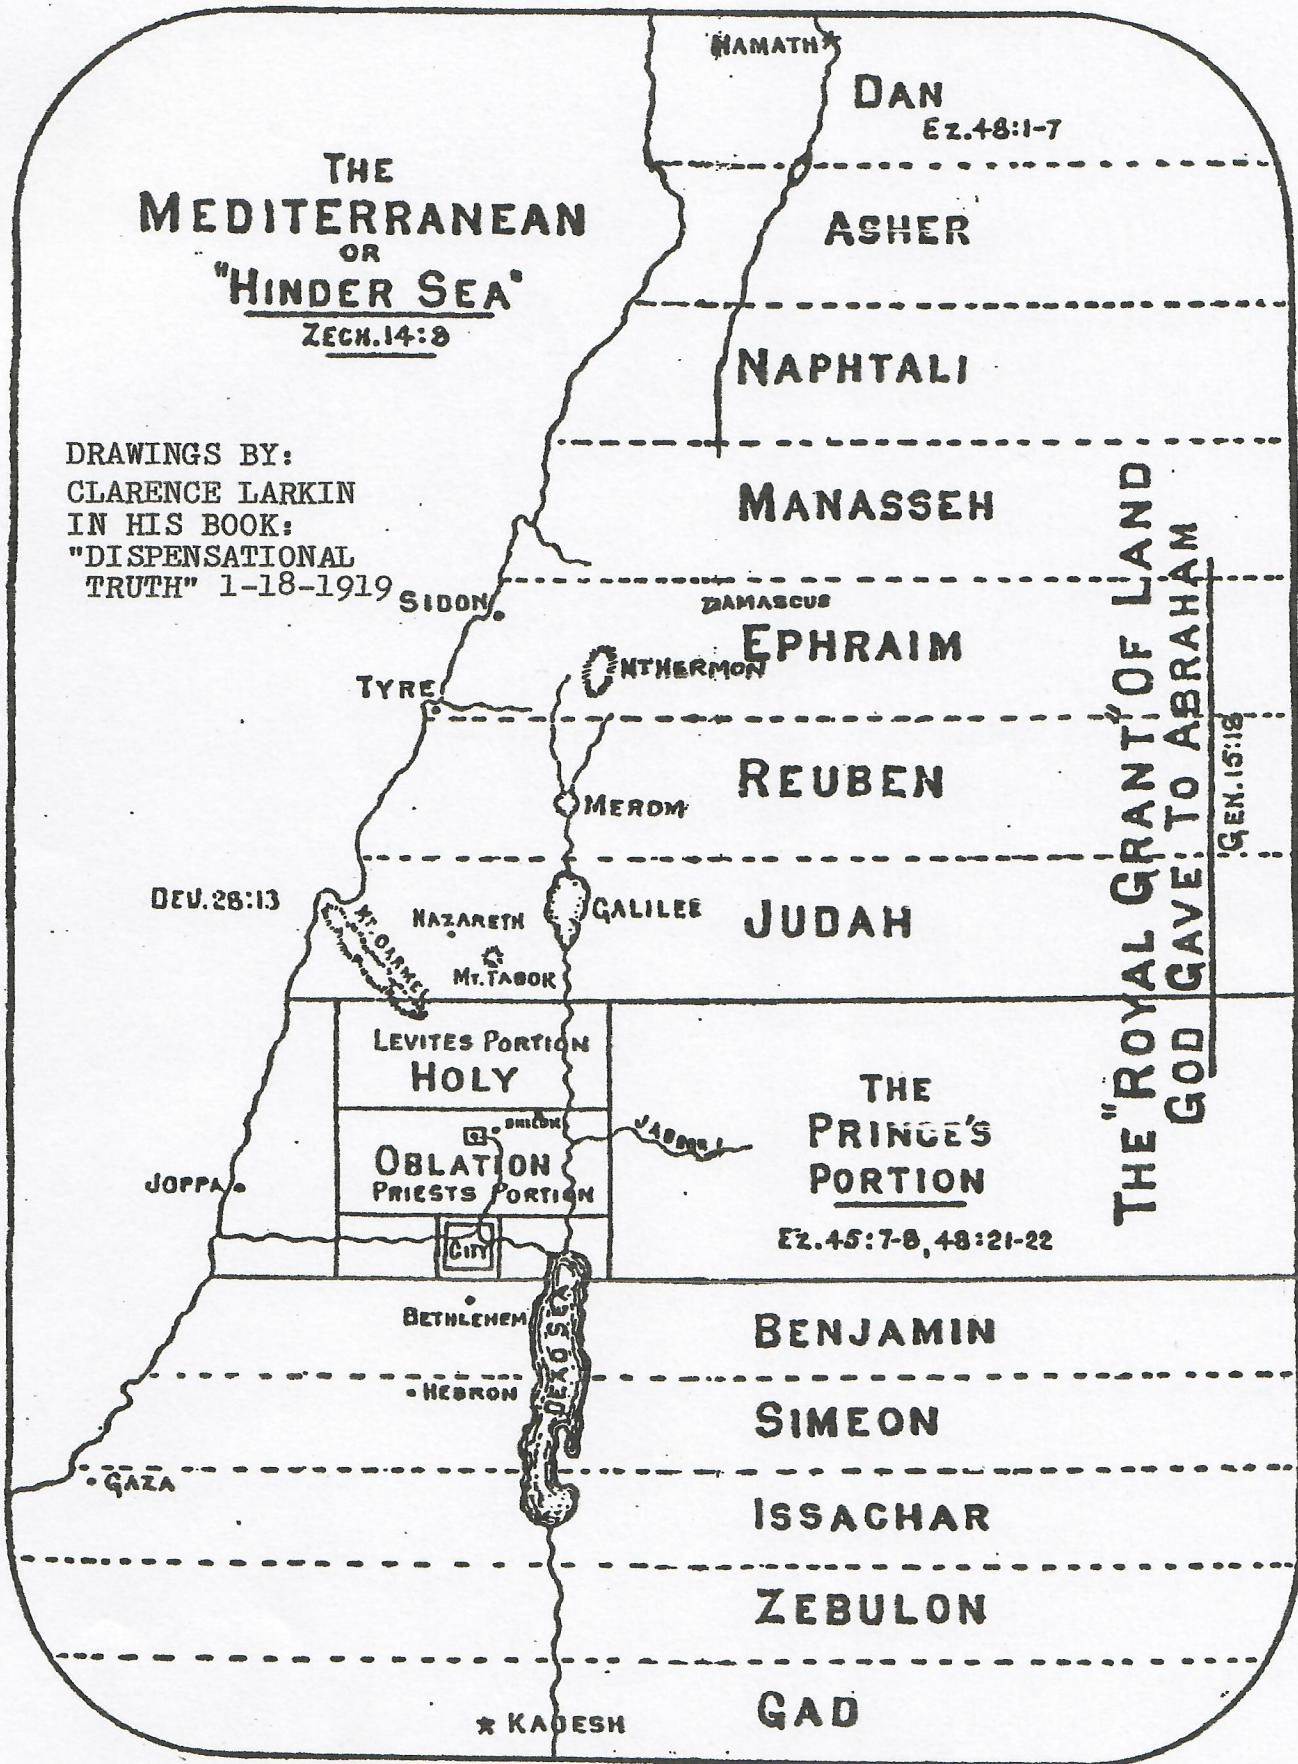 HAMATH
DAN
Ez.48:1-7
THE
MEDITERRANEAN
OR
"HINDER SEA"
ZECH.14:8
ASHER
NAPHTALI
DRAWINGS BY:
CLARENCE LARKIN
IN HIS BOOK:
"DISPENSATIONAL
TRUTH" 1-18-1919
MANASSEH
SIDON
DAMASCUS
EPHRAIM
MT HERMON
TYRE
REUBEN
MEROM
THE "ROYAL GRANT" OF LAND
GOD GAVE TO ABRAHAM
GEN.15:18
DEU.28:13
MT. CARMEL
NAZARETH
GALILEE
JUDAH
MT. TABOR
LEVITES PORTION
HOLY
SHILOH
OBLATION
PRIESTS PORTION
JABBOK
THE
PRINCE'S
PORTION
Ez.45:7-8, 48:21-22
JOPPA
CITY
BETHLEHEM
DEAD SEA
BENJAMIN
HEBRON
SIMEON
GAZA
ISSACHAR
ZEBULON
KADESH
GAD